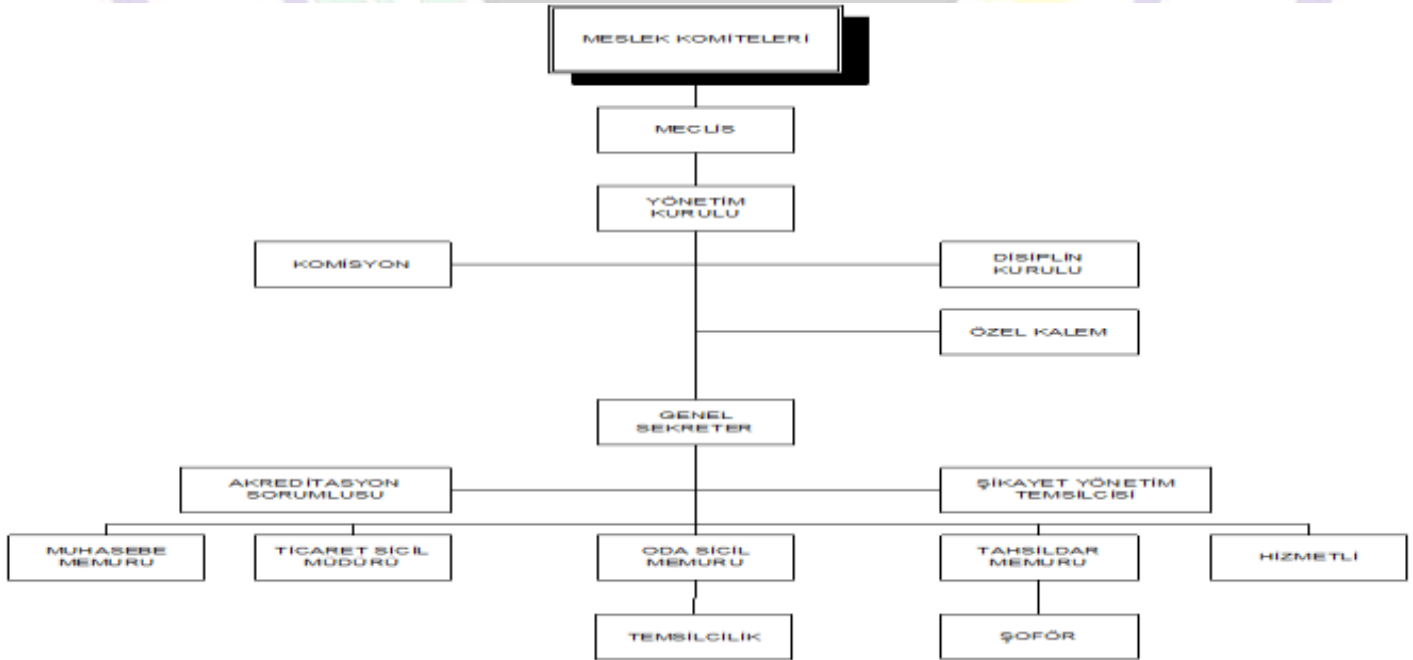 MESLEK KOMİTELERİ
MECLİS
YÖNETİM
KURULU
KOMİSYON
DİSİPLİN
KURULU
ÖZEL KALEM
GENEL
SEKRETER
AKREDİTASYON
SORUMLUSU
ŞİKAYET YÖNETİM
TEMSİLCİSİ
MUHASEBE
MEMURU
TİCARET SİCİL
MÜDÜRÜ
ODA SİCİL
MEMURU
TAHSİLDAR
MEMURU
HİZMETLİ
TEMSİLCİLİK
ŞOFÖR